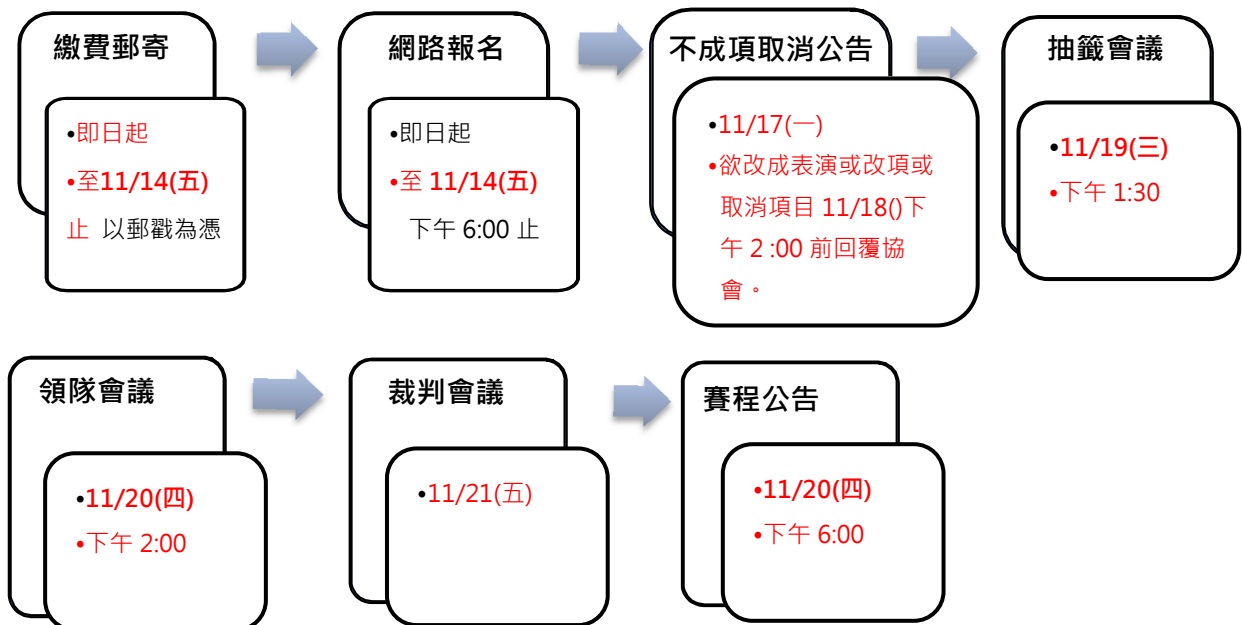 繳費郵寄
•即日起
•至11/14(五)
止 以郵戳為憑
網路報名
•即日起
•至 11/14(五)
下午 6:00 止
不成項取消公告
•11/17(一)
•欲改成表演或改項或
取消項目 11/18()下
午 2 :00 前回覆協
會。
抽籤會議
•11/19(三)
•下午 1:30
領隊會議
•11/20(四)
•下午 2:00
裁判會議
•11/21(五)
賽程公告
•11/20(四)
•下午 6:00